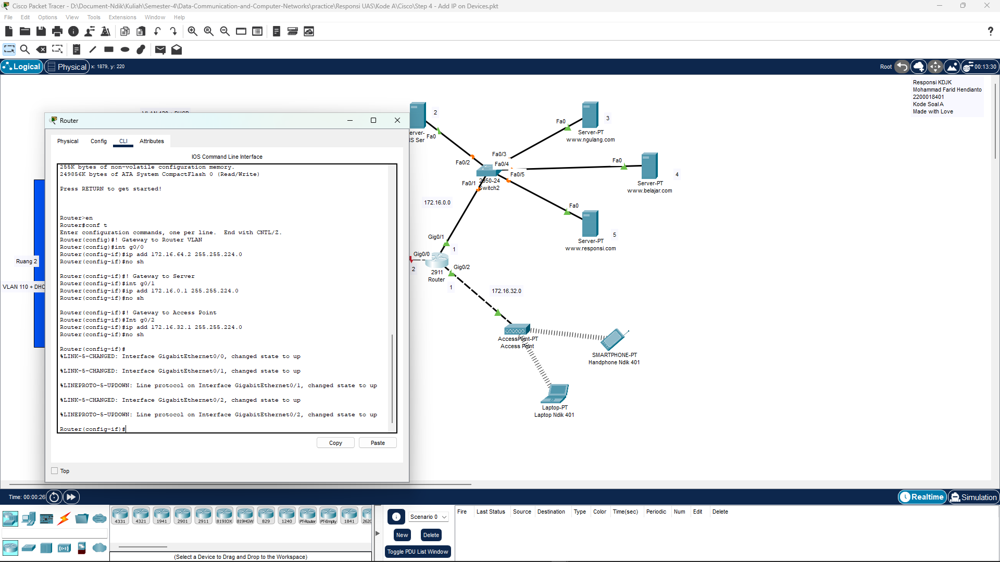 Cisco Packet Tracer - D:\Document-Ndik\Kuliah\Semester-4\Data-Communication-and-Computer-Networks\practice\Responsi UAS\Kode A\Cisco\Step 4 - Add IP on Devices.pkt
File Edit Options View Tools Extensions Window Help
Logical Physical x: 1879, y: 220
Root 00:13:30
Responsi KDJK
Mohammad Farid Hendianto
2200018401
Kode Soal A
Made with Love
Ruang 2
VLAN 110 + DHC
Router
Physical Config CLI Attributes
IOS Command Line Interface
255K bytes of non-volatile configuration memory.
249856K bytes of ATA System CompactFlash 0 (Read/Write)
Press RETURN to get started!
Router>en
Router#conf t
Enter configuration commands, one per line.  End with CNTL/Z.
Router(config)#! Gateway to Router VLAN
Router(config)#int g0/0
Router(config-if)#ip add 172.16.64.2 255.255.224.0
Router(config-if)#no sh
Router(config-if)#! Gateway to Server
Router(config-if)#int g0/1
Router(config-if)#ip add 172.16.0.1 255.255.224.0
Router(config-if)#no sh
Router(config-if)#! Gateway to Access Point
Router(config-if)#Int g0/2
Router(config-if)#ip add 172.16.32.1 255.255.224.0
Router(config-if)#no sh
Router(config-if)#
%LINK-5-CHANGED: Interface GigabitEthernet0/0, changed state to up
%LINK-5-CHANGED: Interface GigabitEthernet0/1, changed state to up
%LINEPROTO-5-UPDOWN: Line protocol on Interface GigabitEthernet0/1, changed state to up
%LINK-5-CHANGED: Interface GigabitEthernet0/2, changed state to up
%LINEPROTO-5-UPDOWN: Line protocol on Interface GigabitEthernet0/2, changed state to up
Router(config-if)#
Copy Paste
Top
2
erver-
IS Ser
Fa0
Fa0/2
Fa0
3
Server-PT
www.ngulang.com
Fa0/3
Fa0/4
Fa0/5
Fa0
4
Server-PT
www.belajar.com
Fa0/1
2950-24
Switch2
172.16.0.0
Fa0
5
Server-PT
www.responsi.com
Gig0/1
1
Gig0/0
2
2911
Router
Gig0/2
1
172.16.32.0
AccessPoint-PT
Access Point
SMARTPHONE-PT
Handphone Ndik 401
Laptop-PT
Laptop Ndik 401
Time: 00:00:26
Realtime Simulation
4331 4321 1941 2901 2911 819IOX 819HGW 829 1240 PT-Router PT-Empty 1841 2620
(Select a Device to Drag and Drop to the Workspace)
Scenario 0
New Delete
Toggle PDU List Window
Fire Last Status Source Destination Type Color Time(sec) Periodic Num Edit Delete